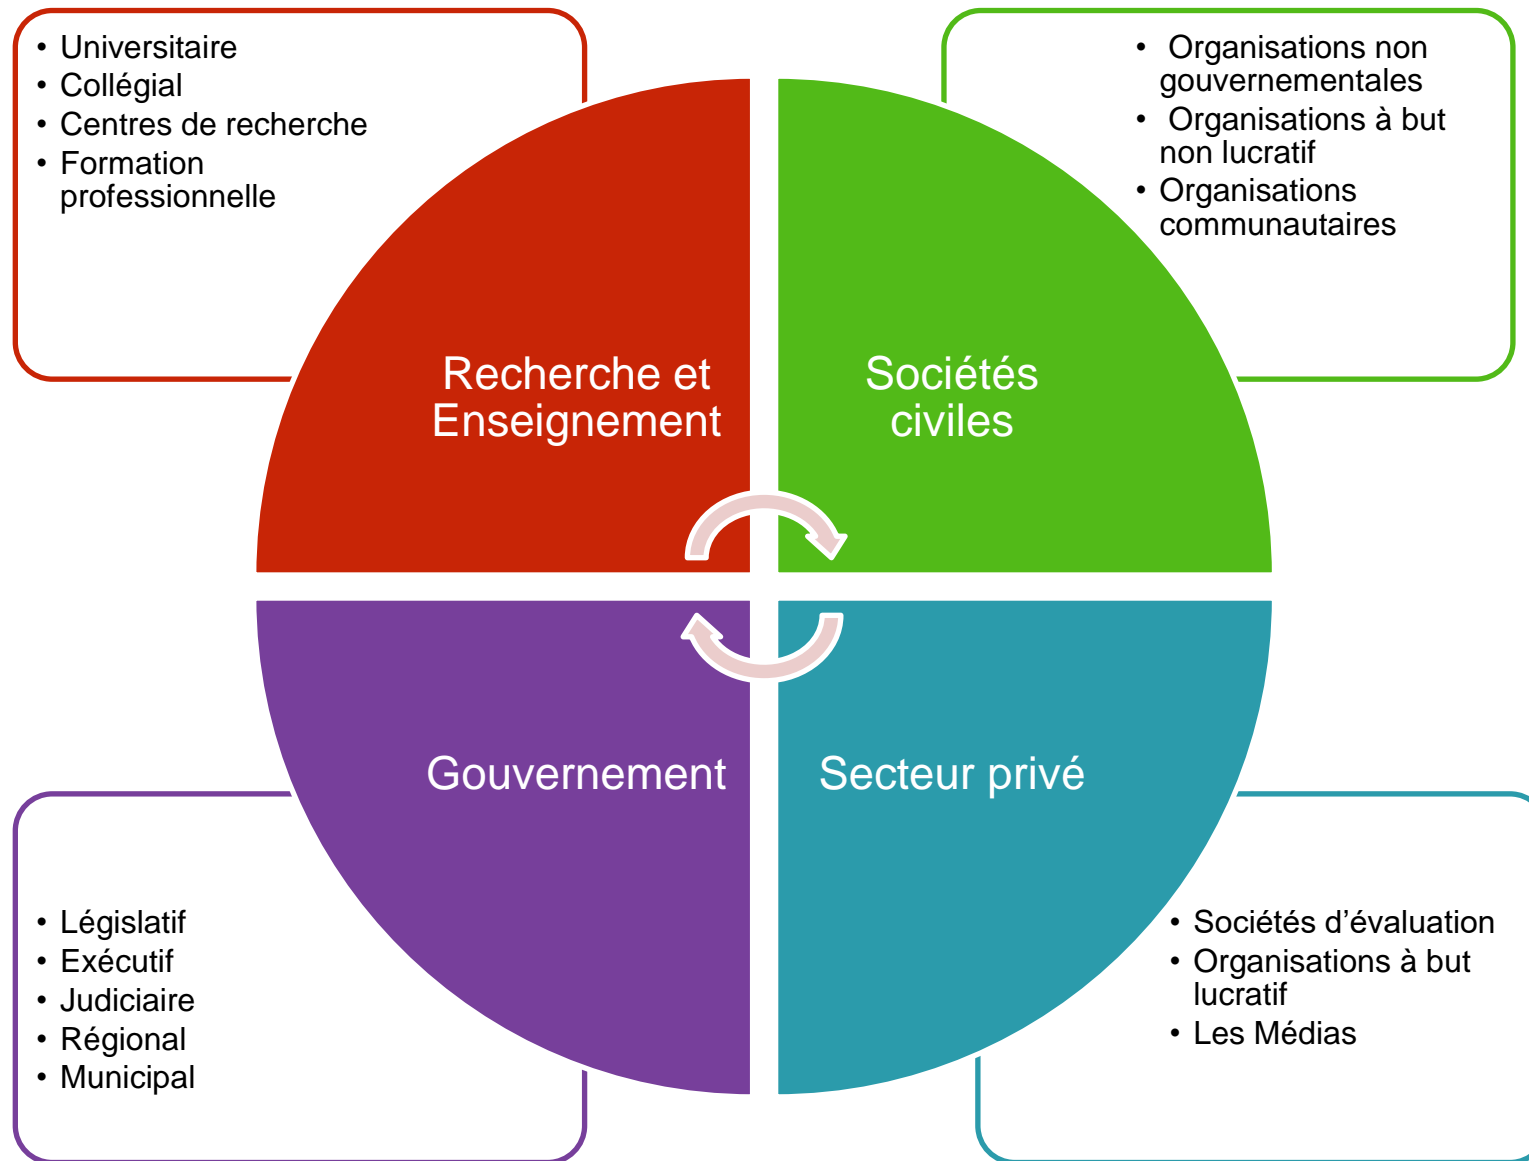 • Universitaire
• Collégial
• Centres de recherche
• Formation
professionnelle
• Organisations non
gouvernementales
• Organisations à but
non lucratif
• Organisations
communautaires
Recherche et
Enseignement
Sociétés
civiles
Gouvernement
Secteur privé
• Législatif
• Exécutif
• Judiciaire
• Régional
• Municipal
• Sociétés d’évaluation
• Organisations à but
lucratif
• Les Médias